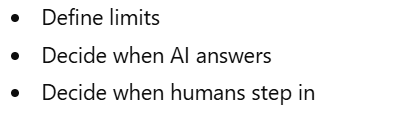 • Define limits
• Decide when AI answers
• Decide when humans step in